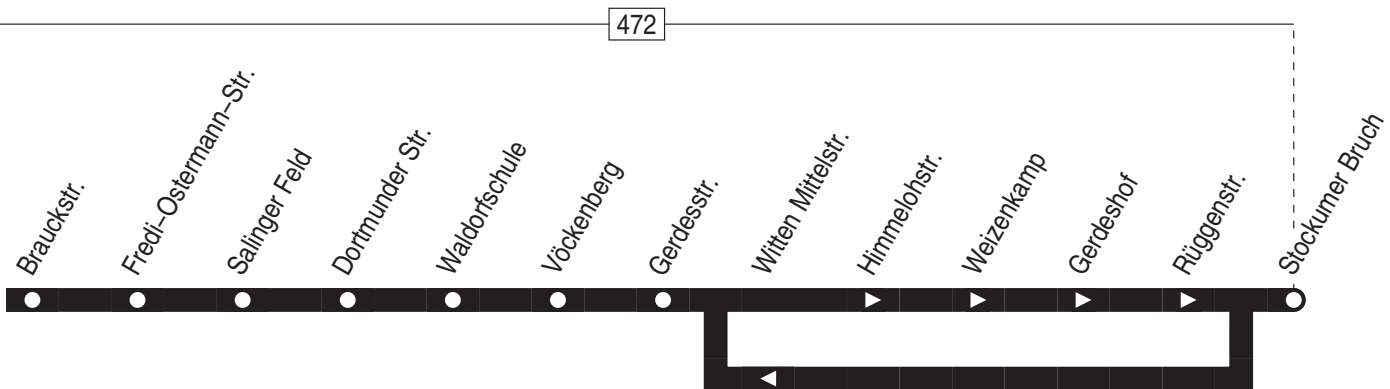 472
Brauckstr.
Fredi–Ostermann–Str.
Salinger Feld
Dortmunder Str.
Waldorfschule
Vöckenberg
Gerdesstr.
Witten Mittelstr.
Himmelohstr.
Weizenkamp
Gerdeshof
Rüggenstr.
Stockumer Bruch